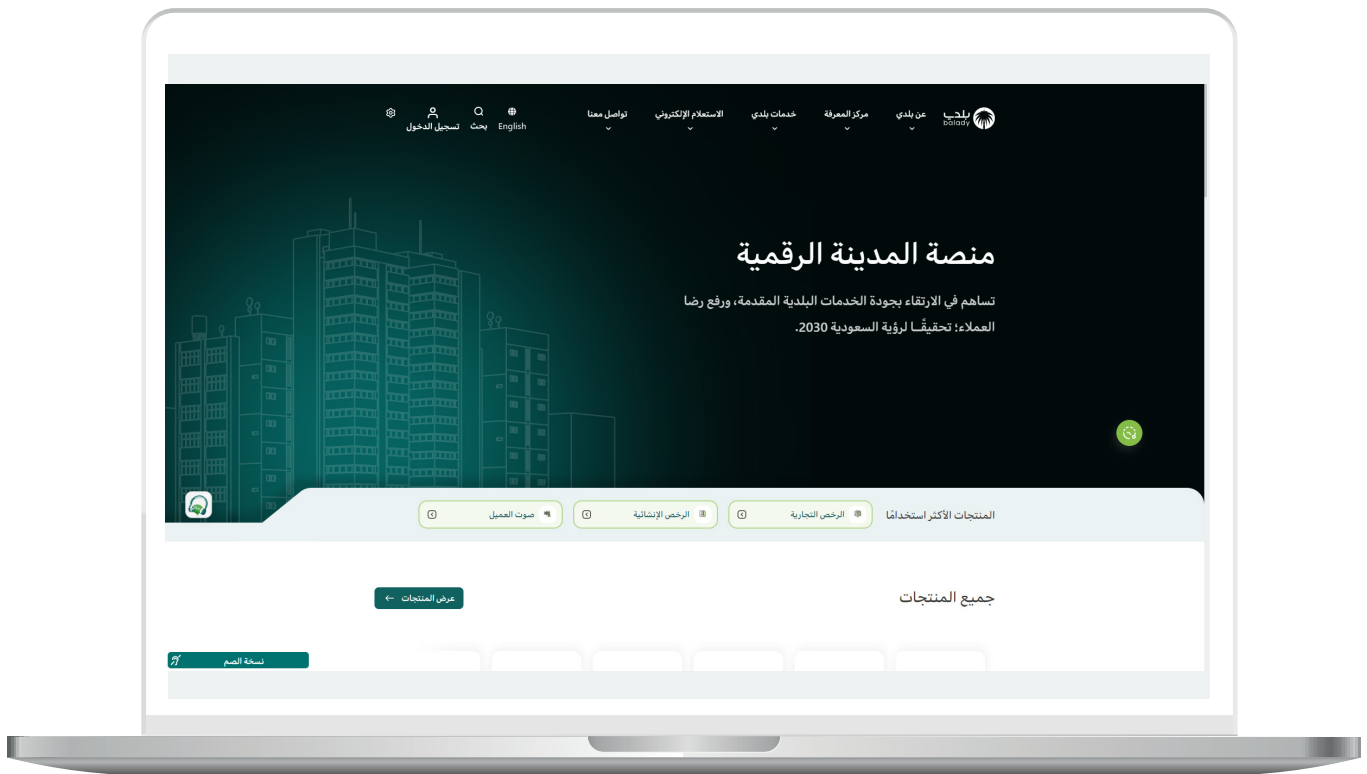 بلدي
balady
عن بلدي
مركز المعرفة
خدمات بلدي
الاستعلام الإلكتروني
تواصل معنا
English
بحث
تسجيل الدخول
منصة المدينة الرقمية
تساهم في الارتقاء بجودة الخدمات البلدية المقدمة، ورفع رضا
العملاء؛ تحقيقًـا لرؤية السعودية 2030.
المنتجات الأكثر استخدامًا
الرخص التجارية
الرخص الإنشائية
صوت العميل
جميع المنتجات
عرض المنتجات
نسخة الصم